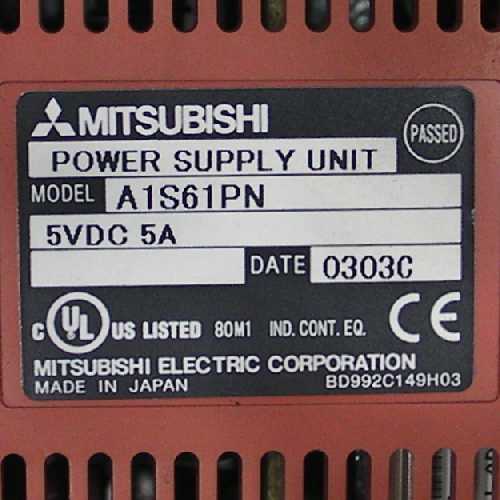 MITSUBISHI
PASSED
POWER SUPPLY UNIT
MODEL A1S61PN
5VDC 5A
DATE 0303C
C UL US LISTED 80M1 IND. CONT. EQ. CE
MITSUBISHI ELECTRIC CORPORATION
MADE IN JAPAN BD992C149H03